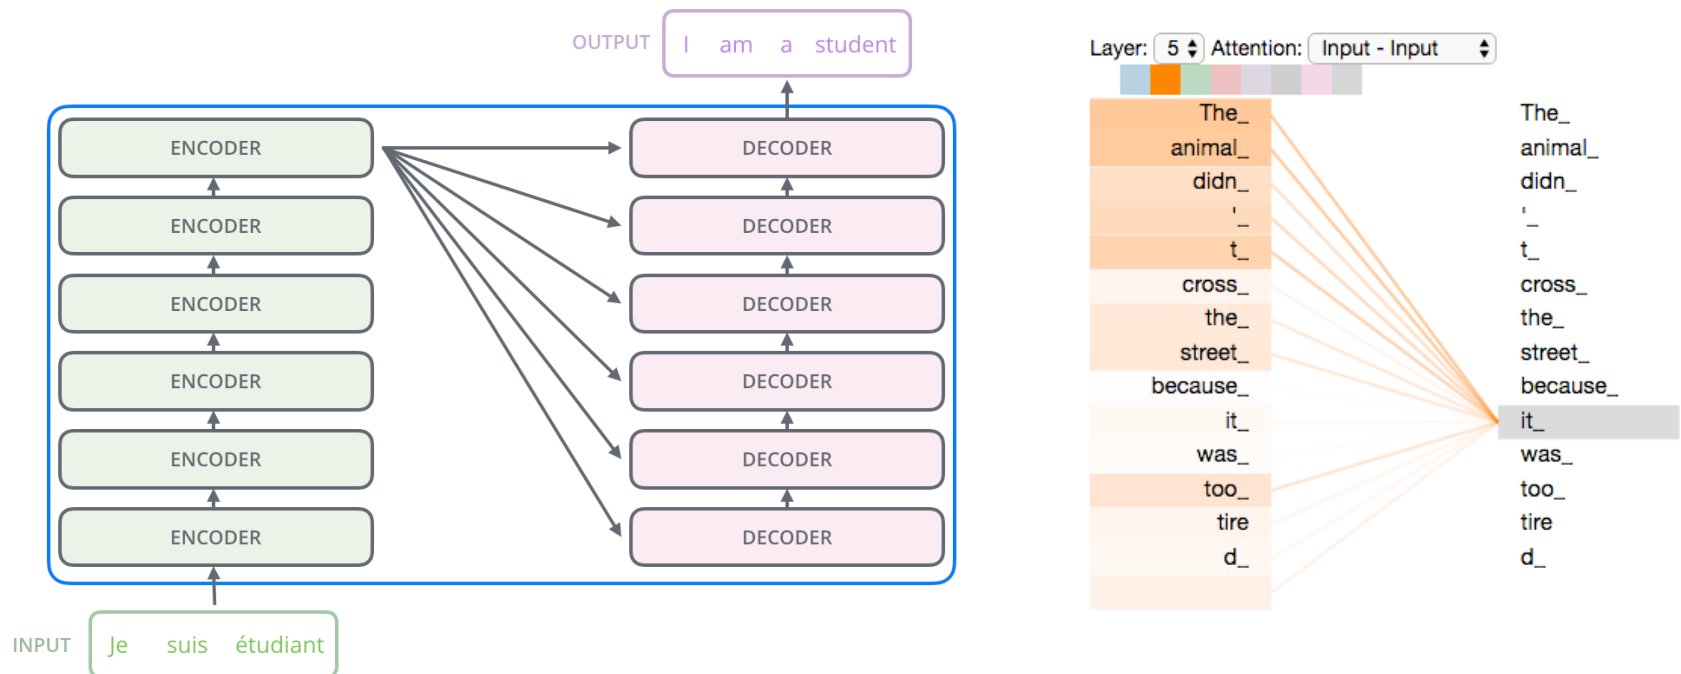 OUTPUT
I am a student
ENCODER
ENCODER
ENCODER
ENCODER
ENCODER
ENCODER
DECODER
DECODER
DECODER
DECODER
DECODER
DECODER
INPUT
Je suis étudiant
Layer: 5 Attention: Input - Input
The_
animal_
didn_
'_
t_
cross_
the_
street_
because_
it_
was_
too_
tire
d_
The_
animal_
didn_
'_
t_
cross_
the_
street_
because_
it_
was_
too_
tire
d_